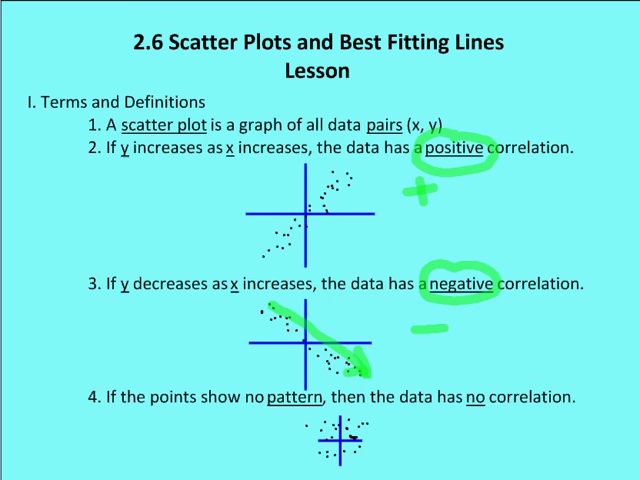 2.6 Scatter Plots and Best Fitting Lines
Lesson
I. Terms and Definitions
1. A scatter plot is a graph of all data pairs (x, y)
2. If y increases as x increases, the data has a positive correlation.
+
3. If y decreases as x increases, the data has a negative correlation.
−
4. If the points show no pattern, then the data has no correlation.